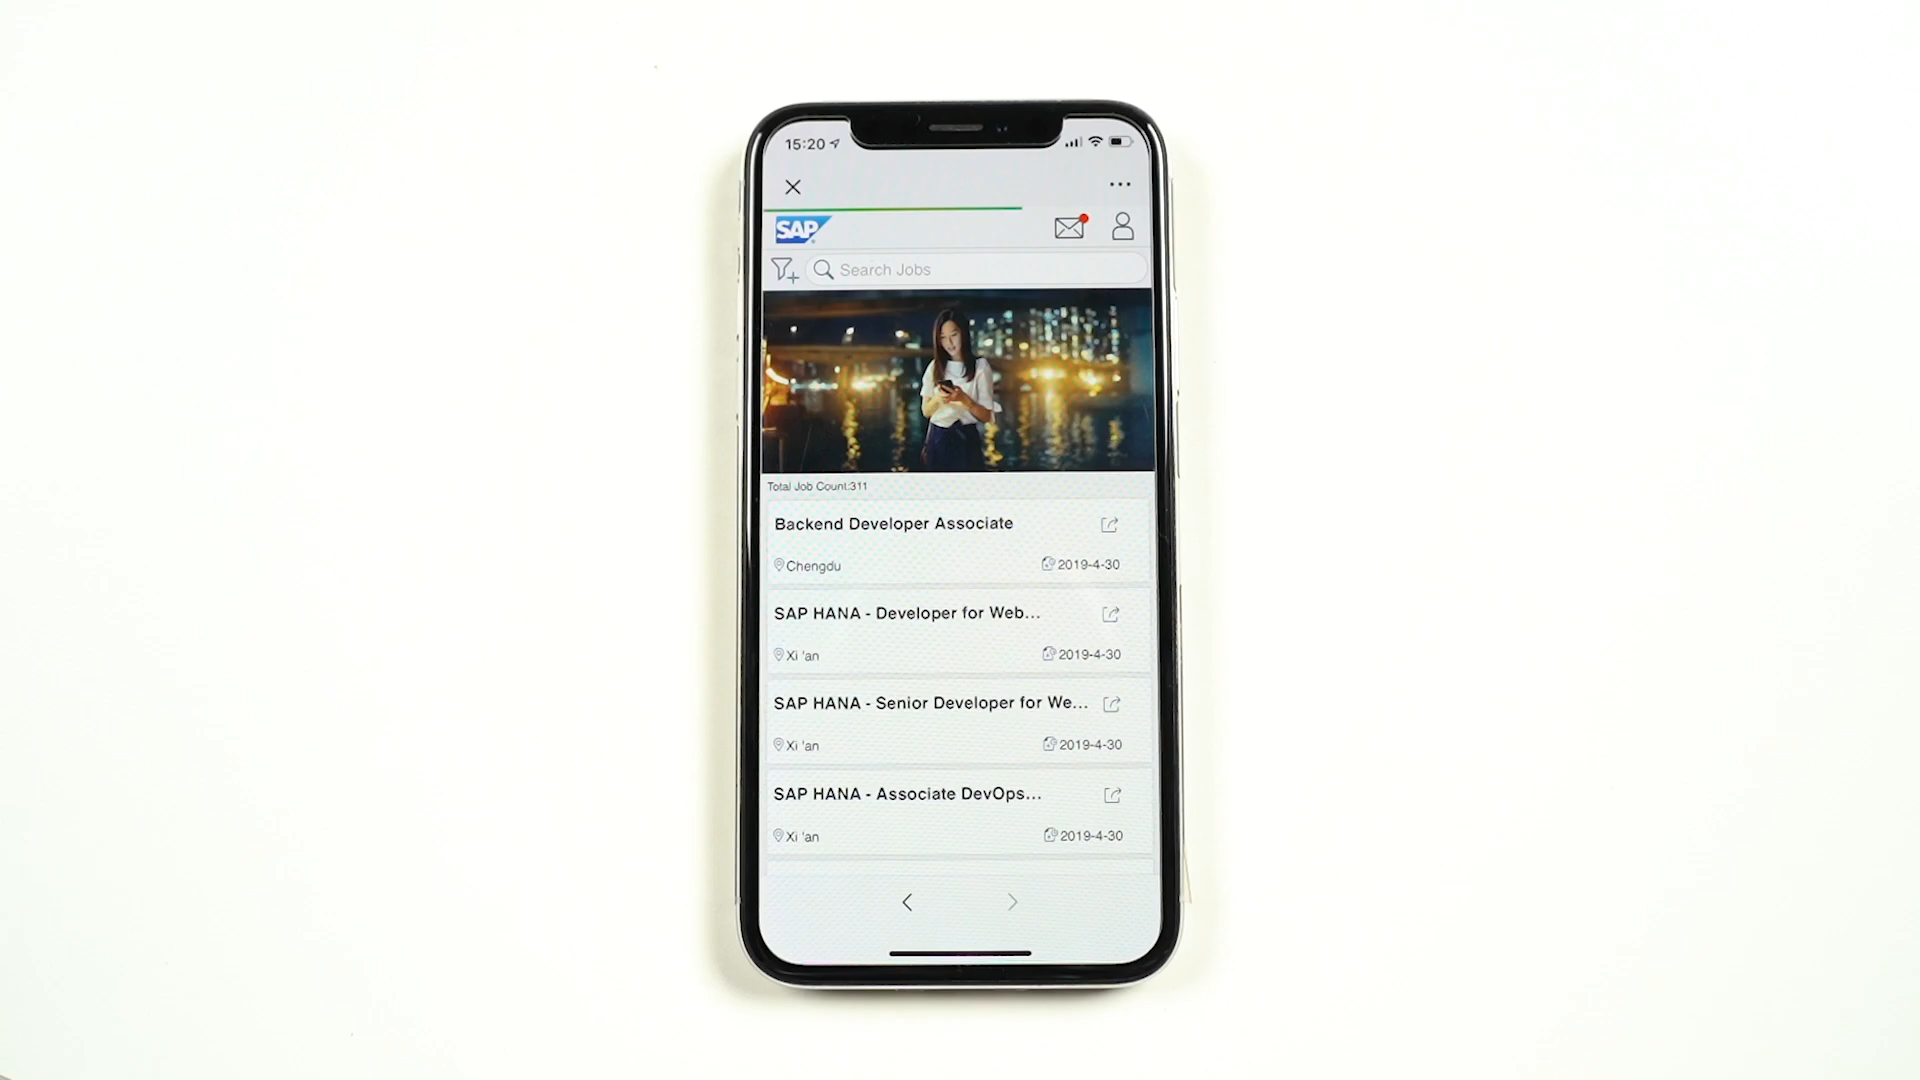 15:20
SAP
Search Jobs
Total Job Count:311
Backend Developer Associate
Chengdu
2019-4-30
SAP HANA - Developer for Web...
Xi 'an
2019-4-30
SAP HANA - Senior Developer for We...
Xi 'an
2019-4-30
SAP HANA - Associate DevOps...
Xi 'an
2019-4-30